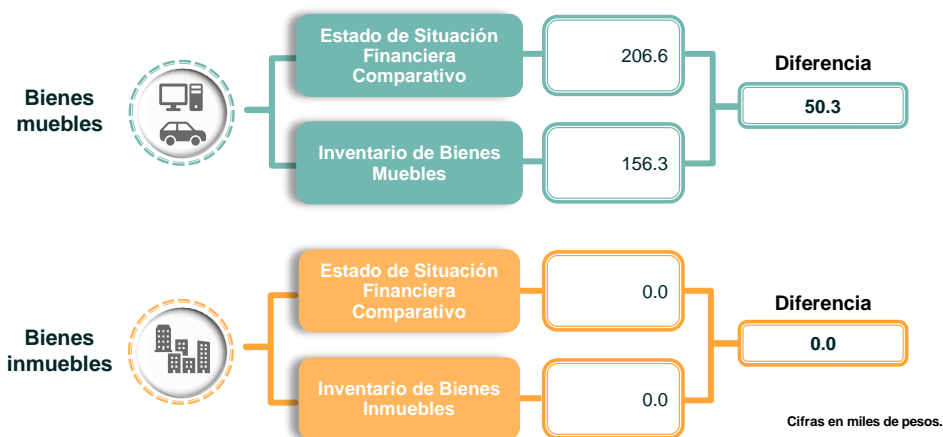 Bienes
muebles
Estado de Situación
Financiera
Comparativo
206.6
Inventario de Bienes
Muebles
156.3
Diferencia
50.3
Bienes
inmuebles
Estado de Situación
Financiera
Comparativo
0.0
Inventario de Bienes
Inmuebles
0.0
Diferencia
0.0
Cifras en miles de pesos.